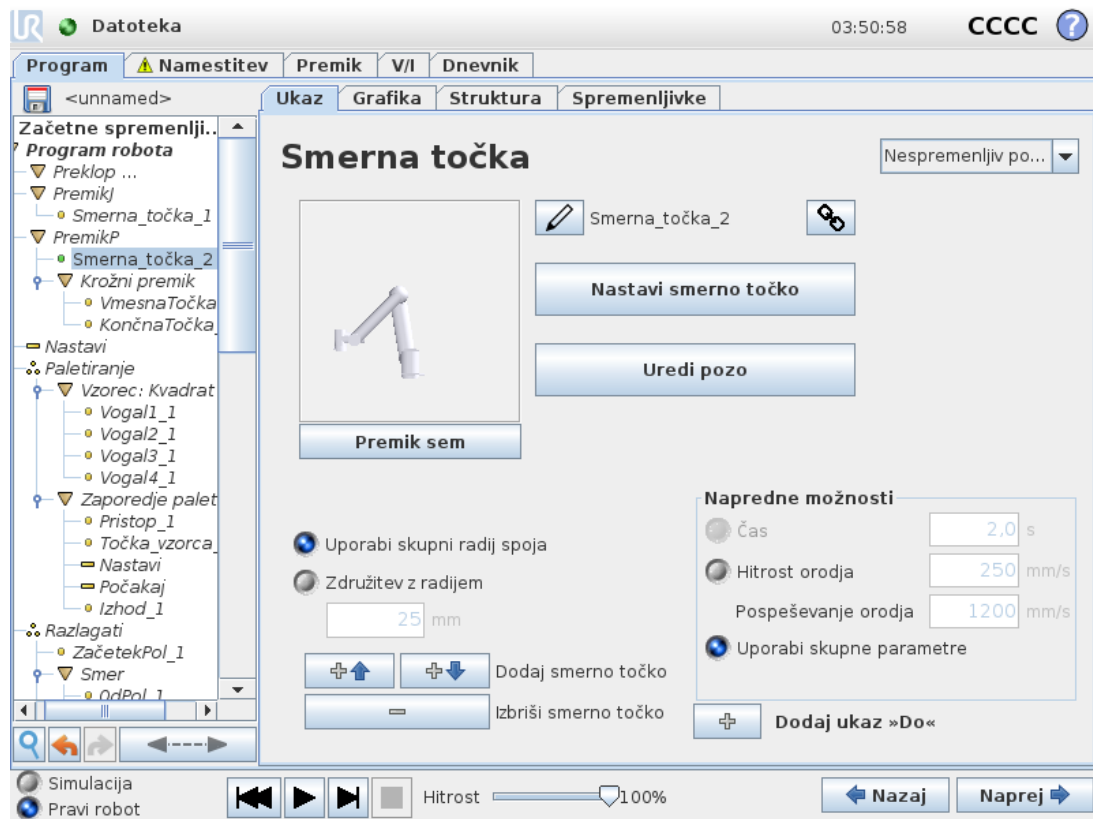 UR Datoteka 03:50:58 CCCC ?
Program Namestitev Premik V/I Dnevnik
<unnamed> Ukaz Grafika Struktura Spremenljivke
Začetne spremenlji..
Program robota
Preklop ...
PremikJ
Smerna_točka_1
PremikP
Smerna_točka_2
Krožni premik
VmesnaTočka
KončnaTočka_
Nastavi
Paletiranje
Vzorec: Kvadrat
Vogal1_1
Vogal2_1
Vogal3_1
Vogal4_1
Zaporedje palet
Pristop_1
Točka_vzorca_
Nastavi
Počakaj
Izhod_1
Razlagati
ZačetekPol_1
Smer
OdPol_1
Smerna točka
Nespremenljiv po...
Smerna_točka_2
Nastavi smerno točko
Uredi pozo
Premik sem
Uporabi skupni radij spoja
Združitev z radijem
25 mm
Dodaj smerno točko
Izbriši smerno točko
Napredne možnosti
Čas 2,0 s
Hitrost orodja 250 mm/s
Pospeševanje orodja 1200 mm/s
Uporabi skupne parametre
Dodaj ukaz »Do«
Simulacija
Pravi robot
Hitrost 100%
Nazaj Naprej